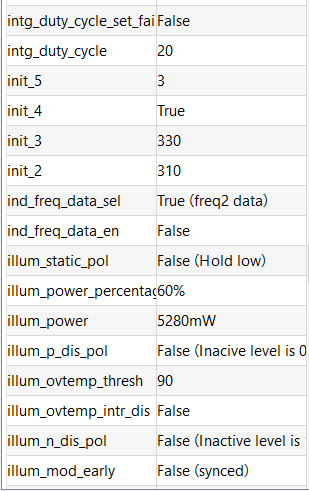 intg_duty_cycle_set_fai False
intg_duty_cycle 20
init_5 3
init_4 True
init_3 330
init_2 310
ind_freq_data_sel True (freq2 data)
ind_freq_data_en False
illum_static_pol False (Hold low)
illum_power_percentag 60%
illum_power 5280mW
illum_p_dis_pol False (Inacive level is 0
illum_ovtemp_thresh 90
illum_ovtemp_intr_dis False
illum_n_dis_pol False (Inactive level is
illum_mod_early False (synced)